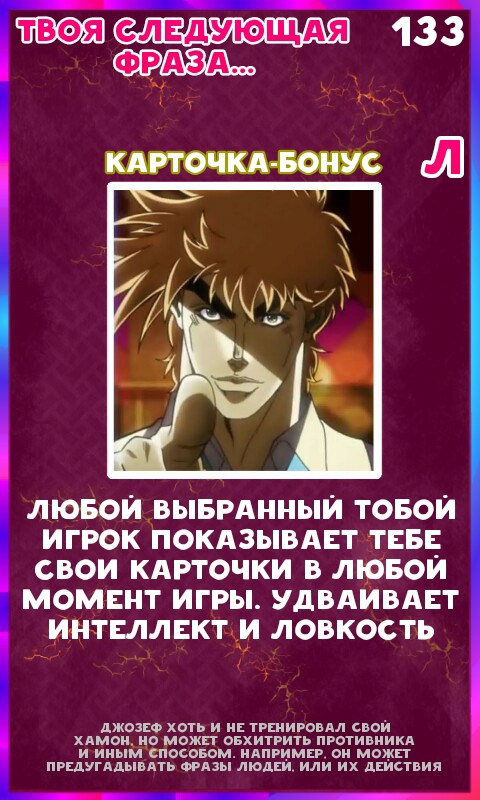 ТВОЯ СЛЕДУЮЩАЯ
ФРАЗА...
133
КАРТОЧКА-БОНУС
Л
ЛЮБОЙ ВЫБРАННЫЙ ТОБОЙ
ИГРОК ПОКАЗЫВАЕТ ТЕБЕ
СВОИ КАРТОЧКИ В ЛЮБОЙ
МОМЕНТ ИГРЫ. УДВАИВАЕТ
ИНТЕЛЛЕКТ И ЛОВКОСТЬ
ДЖОЗЕФ ХОТЬ И НЕ ТРЕНИРОВАЛ СВОЙ
ХАМОН, НО МОЖЕТ ОБХИТРИТЬ ПРОТИВНИКА
И ИНЫМ СПОСОБОМ. НАПРИМЕР, ОН МОЖЕТ
ПРЕДУГАДЫВАТЬ ФРАЗЫ ЛЮДЕЙ, ИЛИ ИХ ДЕЙСТВИЯ